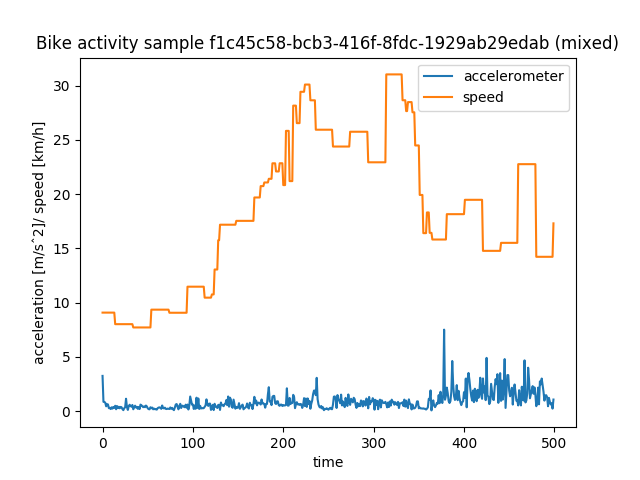 Bike activity sample f1c45c58-bcb3-416f-8fdc-1929ab29edab (mixed)
accelerometer
speed
acceleration [m/s^2]/ speed [km/h]
30
25
20
15
10
5
0
0 100 200 300 400 500
time